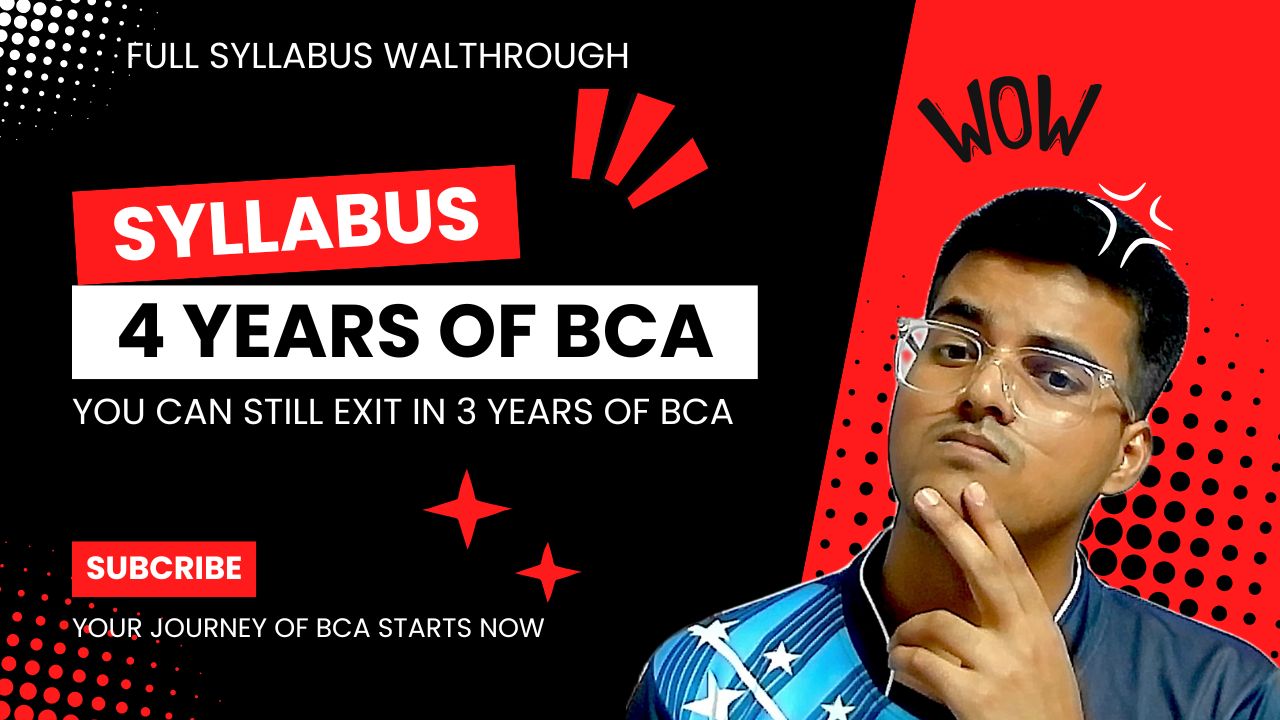 FULL SYLLABUS WALTHROUGH
WOW
SYLLABUS
4 YEARS OF BCA
YOU CAN STILL EXIT IN 3 YEARS OF BCA
SUBCRIBE
YOUR JOURNEY OF BCA STARTS NOW